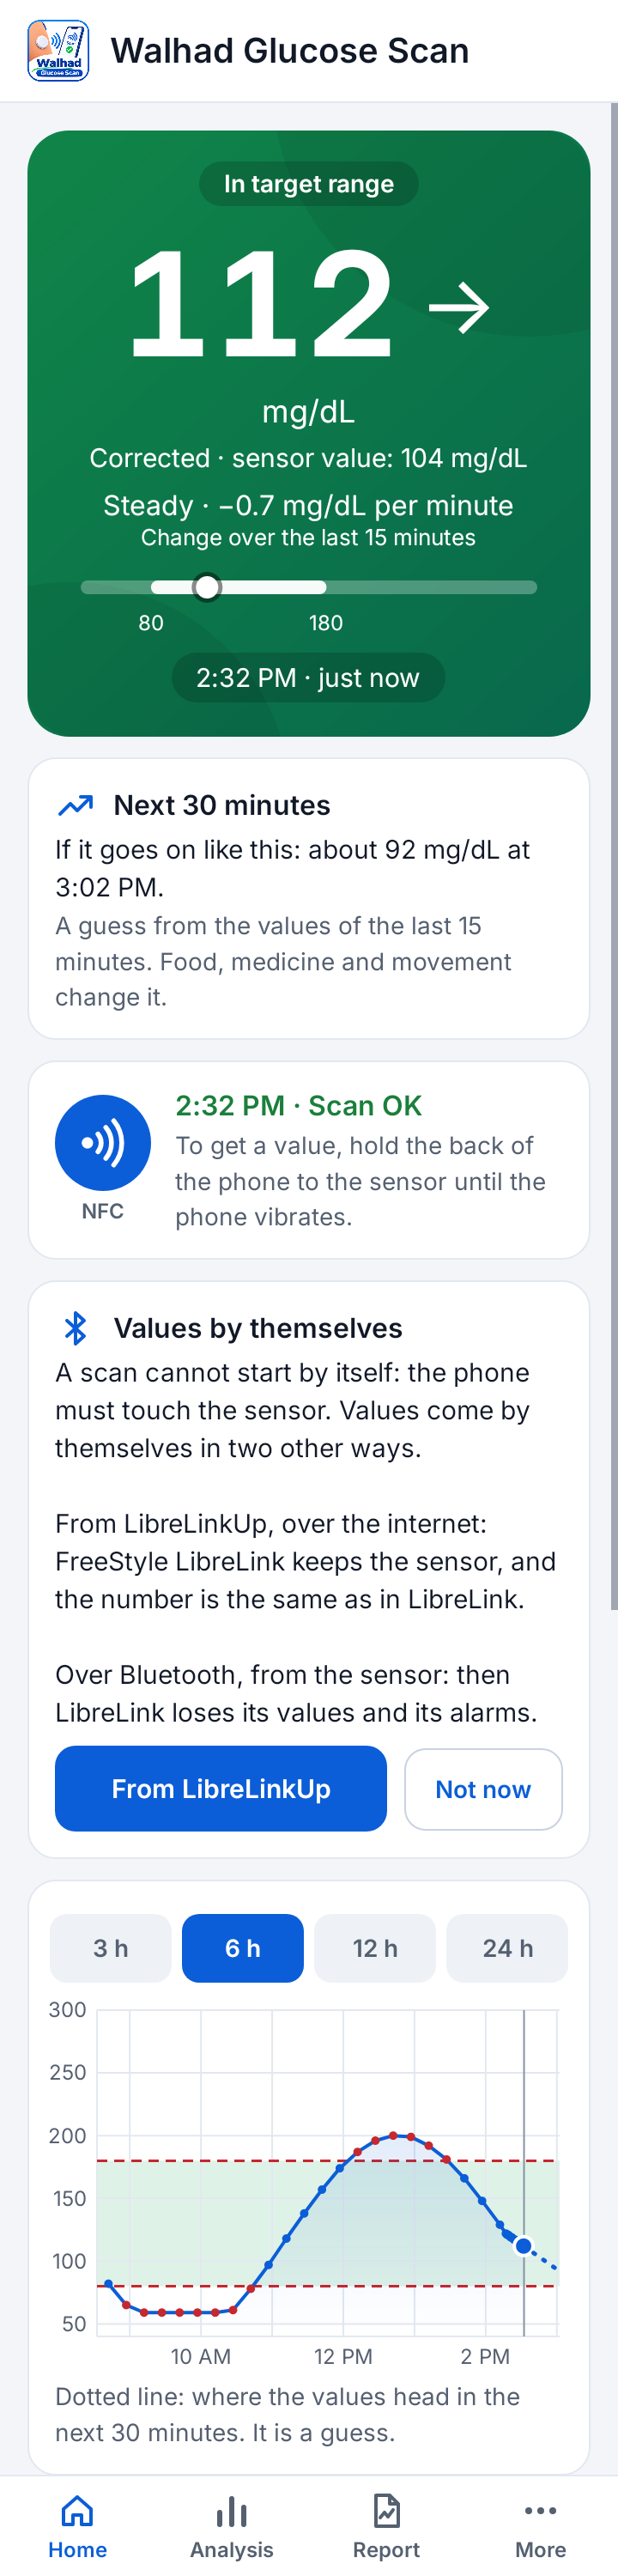 Walhad
Glucose Scan
Walhad Glucose Scan
In target range
112 →
mg/dL
Corrected · sensor value: 104 mg/dL
Steady · −0.7 mg/dL per minute
Change over the last 15 minutes
80 180
2:32 PM · just now
Next 30 minutes
If it goes on like this: about 92 mg/dL at
3:02 PM.
A guess from the values of the last 15
minutes. Food, medicine and movement
change it.
2:32 PM · Scan OK
To get a value, hold the back of
the phone to the sensor until the
phone vibrates.
NFC
Values by themselves
A scan cannot start by itself: the phone
must touch the sensor. Values come by
themselves in two other ways.
From LibreLinkUp, over the internet:
FreeStyle LibreLink keeps the sensor, and
the number is the same as in LibreLink.
Over Bluetooth, from the sensor: then
LibreLink loses its values and its alarms.
From LibreLinkUp Not now
3 h 6 h 12 h 24 h
300
250
200
150
100
50
10 AM 12 PM 2 PM
Dotted line: where the values head in the
next 30 minutes. It is a guess.
Home Analysis Report More